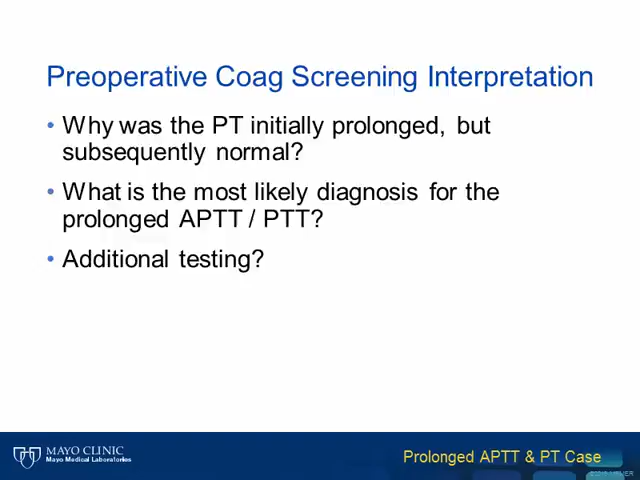 Preoperative Coag Screening Interpretation
• Why was the PT initially prolonged, but
subsequently normal?
• What is the most likely diagnosis for the
prolonged APTT / PTT?
• Additional testing?
MAYO CLINIC
Mayo Medical Laboratories
Prolonged APTT & PT Case